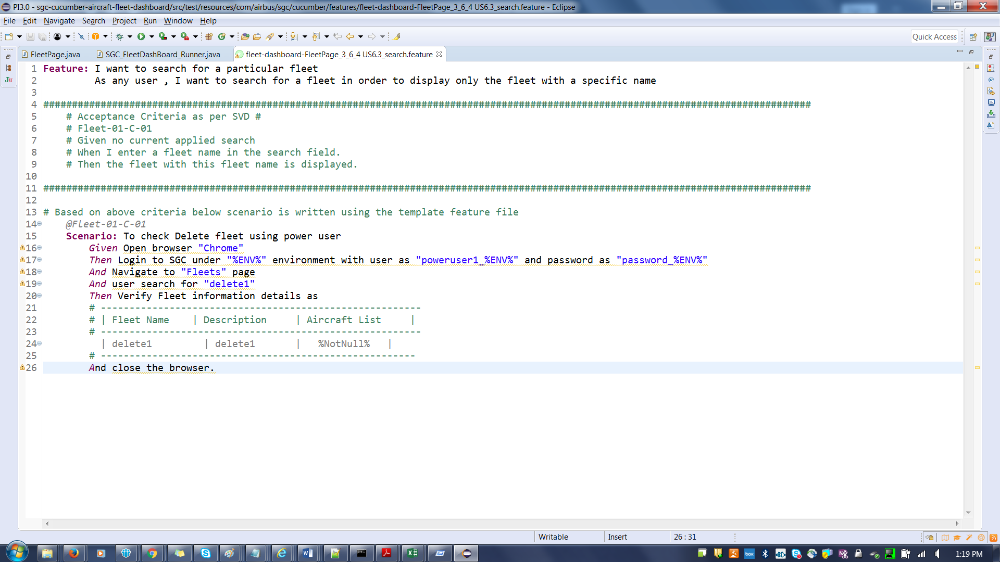 PI3.0 - sgc-cucumber-aircraft-fleet-dashboard/src/test/resources/com/airbus/sgc/cucumber/features/fleet-dashboard-FleetPage_3_6_4 US6.3_search.feature - Eclipse
File Edit Navigate Search Project Run Window Help
Quick Access
FleetPage.java SGC_FleetDashBoard_Runner.java fleet-dashboard-FleetPage_3_6_4 US6.3_search.feature
1 Feature: I want to search for a particular fleet
2 As any user , I want to search for a fleet in order to display only the fleet with a specific name
3
4 ######################################################################################################################################
5 # Acceptance Criteria as per SVD #
6 # Fleet-01-C-01
7 # Given no current applied search
8 # When I enter a fleet name in the search field.
9 # Then the fleet with this fleet name is displayed.
10
11 ######################################################################################################################################
12
13 # Based on above criteria below scenario is written using the template feature file
14 @Fleet-01-C-01
15 Scenario: To check Delete fleet using power user
16 Given Open browser "Chrome"
17 Then Login to SGC under "%ENV%" environment with user as "poweruser1_%ENV%" and password as "password_%ENV%"
18 And Navigate to "Fleets" page
19 And user search for "delete1"
20 Then Verify Fleet information details as
21 # --------------------------------------------------------
22 # | Fleet Name | Description | Aircraft List |
23 # --------------------------------------------------------
24 | delete1 | delete1 | %NotNull% |
25 # -------------------------------------------------------
26 And close the browser.
Writable Insert 26 : 31
1:19 PM